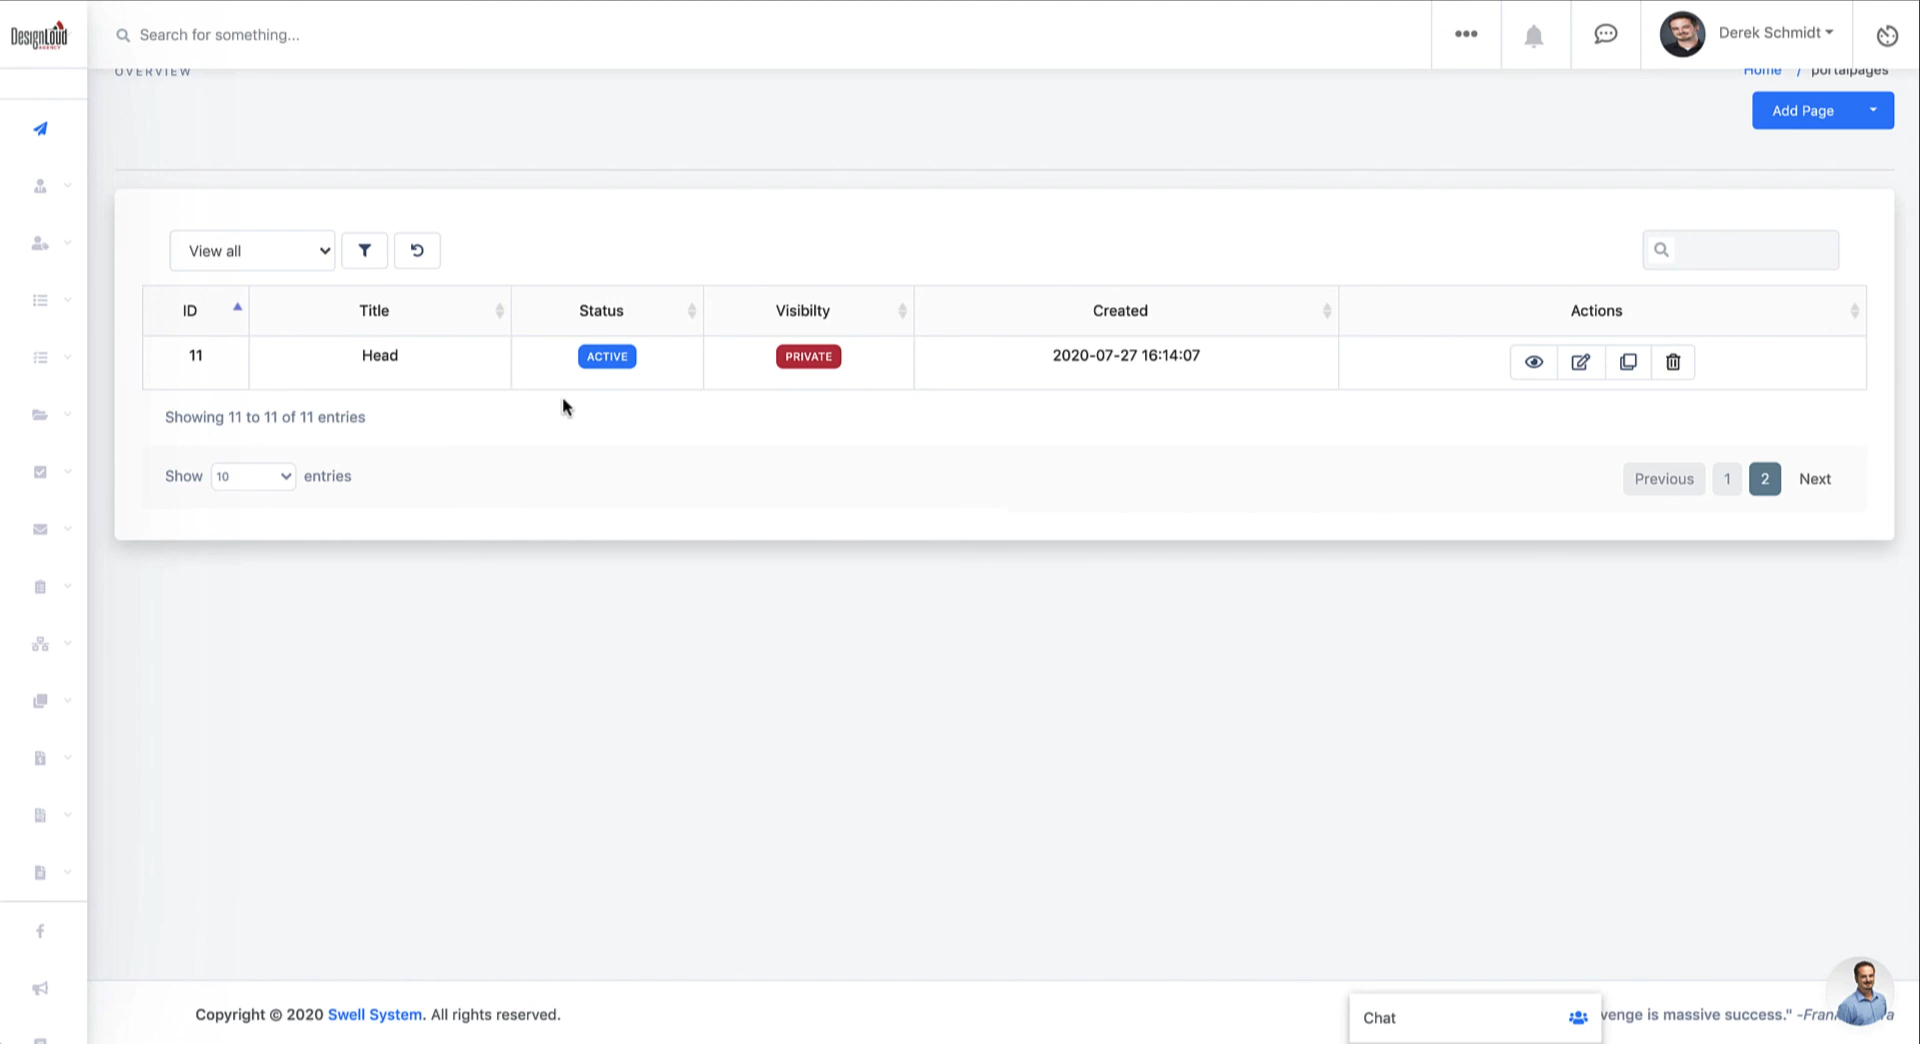 DesignLoud
AGENCY
Search for something...
Derek Schmidt
OVERVIEW
Home / portalpages
Add Page
View all
ID Title Status Visibilty Created Actions
11 Head ACTIVE PRIVATE 2020-07-27 16:14:07
Showing 11 to 11 of 11 entries
Show 10 entries
Previous 1 2 Next
Copyright © 2020 Swell System. All rights reserved.
Chat
is massive success." -